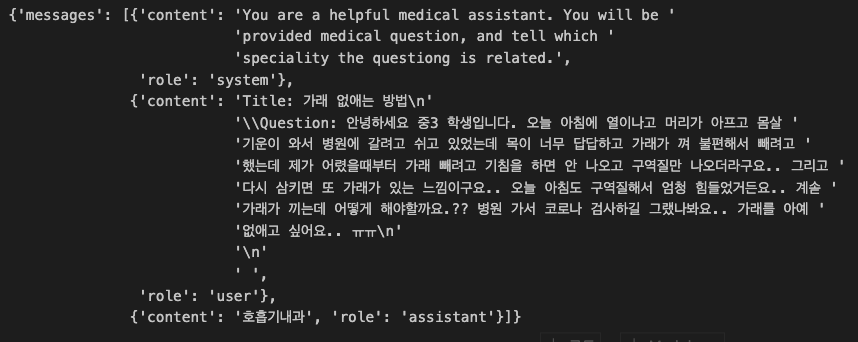 {'messages': [{'content': 'You are a helpful medical assistant. You will be '
'provided medical question, and tell which '
'speciality the questiong is related.',
'role': 'system'},
{'content': 'Title: 가래 없애는 방법\n'
'\\Question: 안녕하세요 중3 학생입니다. 오늘 아침에 열이나고 머리가 아프고 몸살 '
'기운이 와서 병원에 갈려고 쉬고 있었는데 목이 너무 답답하고 가래가 껴 불편해서 빼려고 '
'했는데 제가 어렸을때부터 가래 빼려고 기침을 하면 안 나오고 구역질만 나오더라구요.. 그리고 '
'다시 삼키면 또 가래가 있는 느낌이구요.. 오늘 아침도 구역질해서 엄청 힘들었거든요.. 계솓 '
'가래가 끼는데 어떻게 해야할까요.?? 병원 가서 코로나 검사하길 그랬나봐요.. 가래를 아예 '
'없애고 싶어요.. ㅠㅠ\n'
'\n'
' ',
'role': 'user'},
{'content': '호흡기내과', 'role': 'assistant'}]}